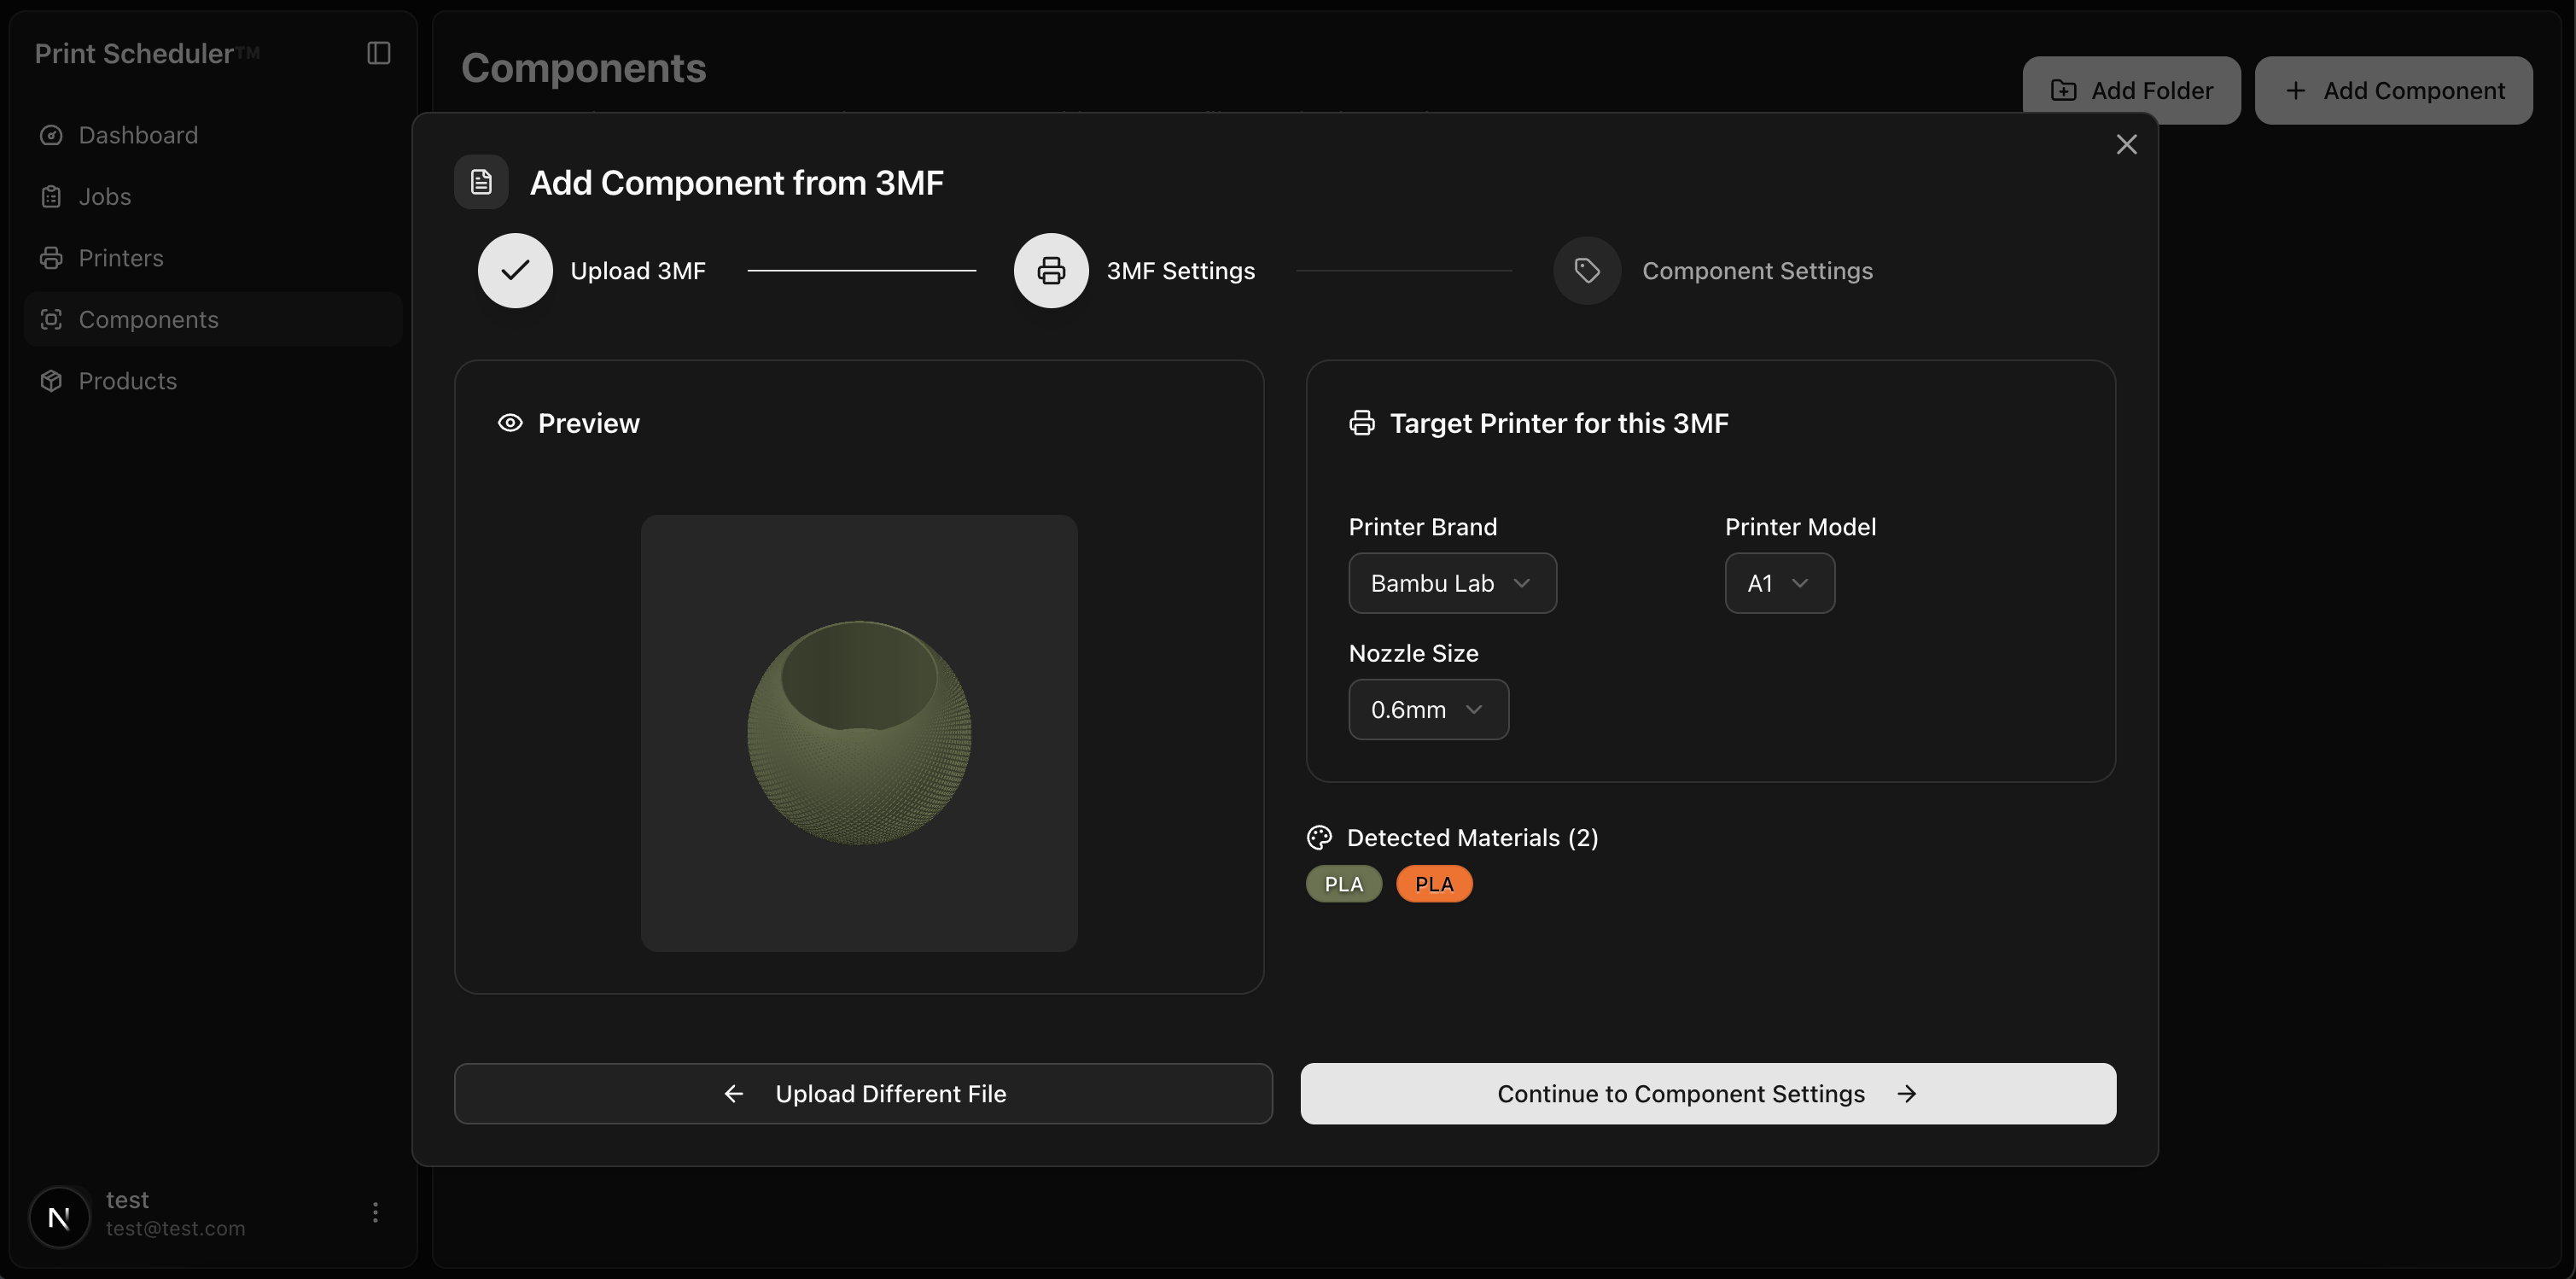 Print Scheduler™
Dashboard
Jobs
Printers
Components
Products
N
test
test@test.com
Components
Add Folder
Add Component
Add Component from 3MF
Upload 3MF
3MF Settings
Component Settings
Preview
Target Printer for this 3MF
Printer Brand
Printer Model
Bambu Lab
A1
Nozzle Size
0.6mm
Detected Materials (2)
PLA
PLA
Upload Different File
Continue to Component Settings